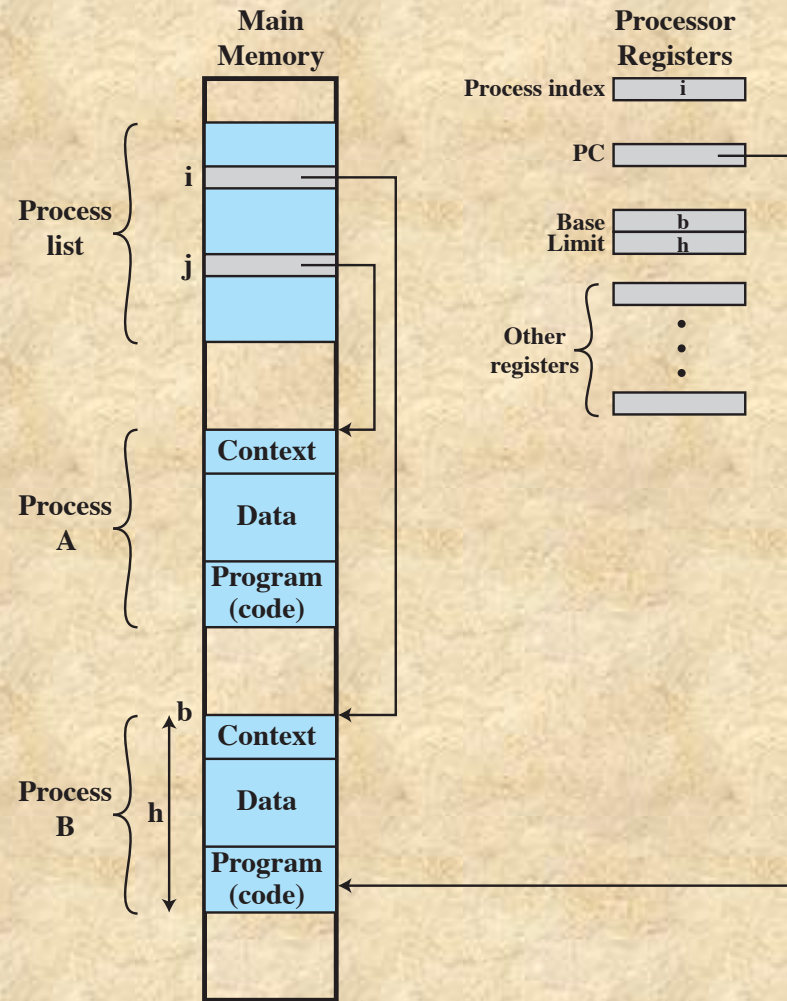 Main
Memory
Processor
Registers
Process index
i
PC
Base
b
Limit
h
Other
registers
Process
list
i
j
Process
A
Context
Data
Program
(code)
Process
B
b
h
Context
Data
Program
(code)